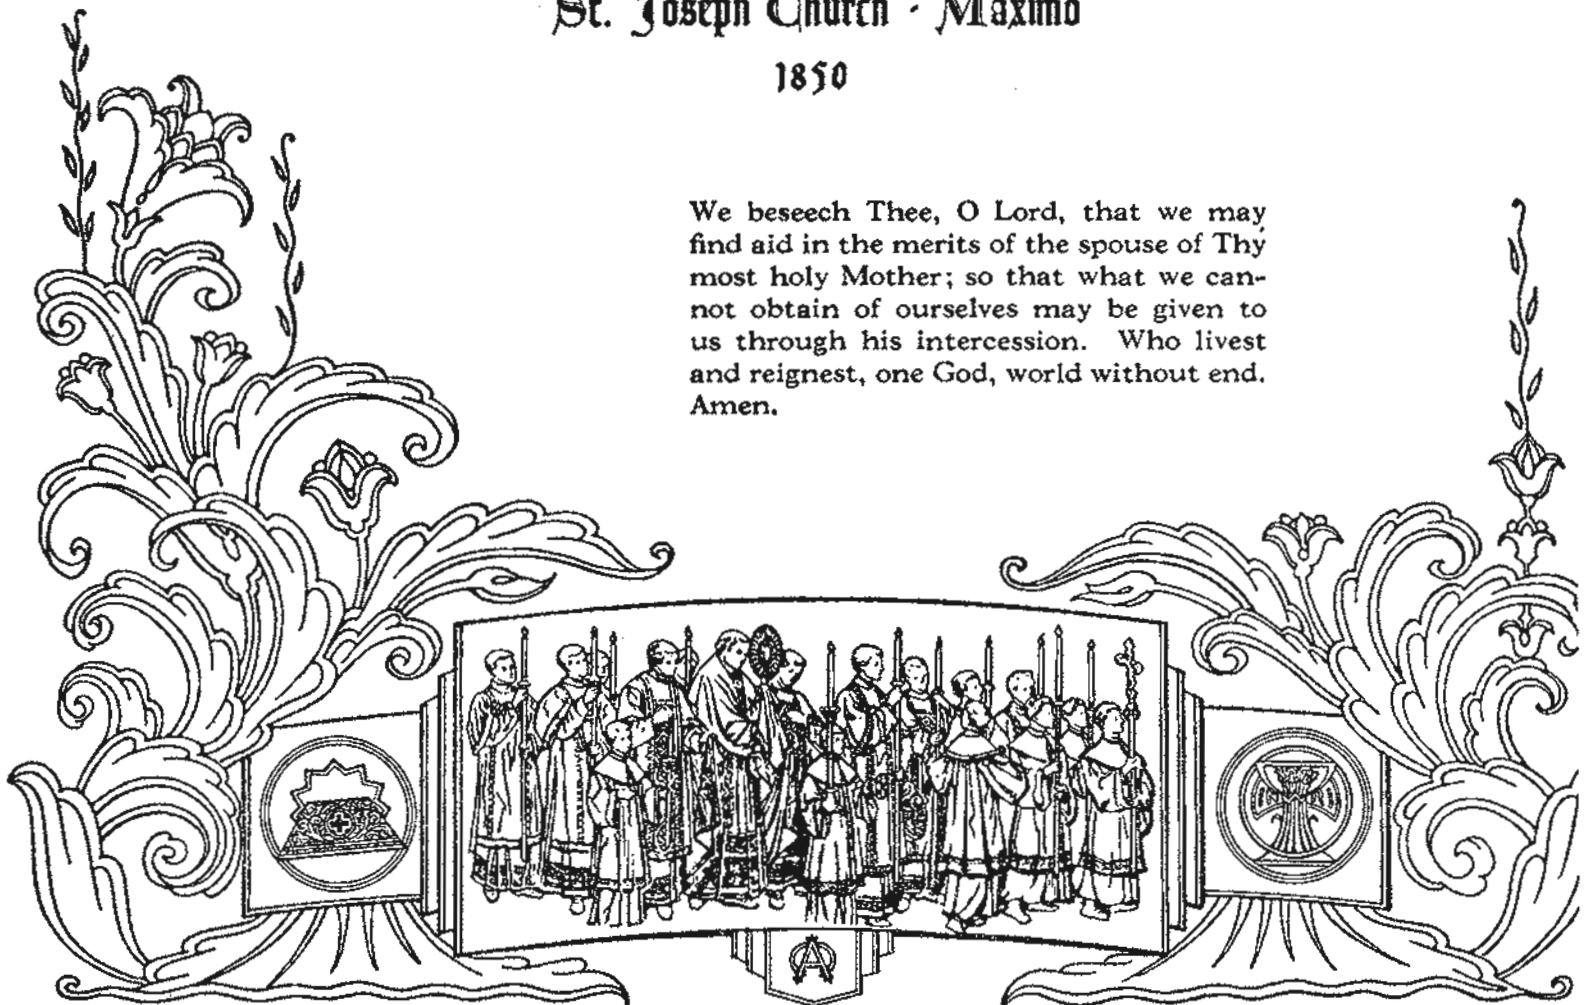 St. Joseph Church - Maximo
1850
We beseech Thee, O Lord, that we may
find aid in the merits of the spouse of Thy
most holy Mother; so that what we can-
not obtain of ourselves may be given to
us through his intercession. Who livest
and reignest, one God, world without end.
Amen.